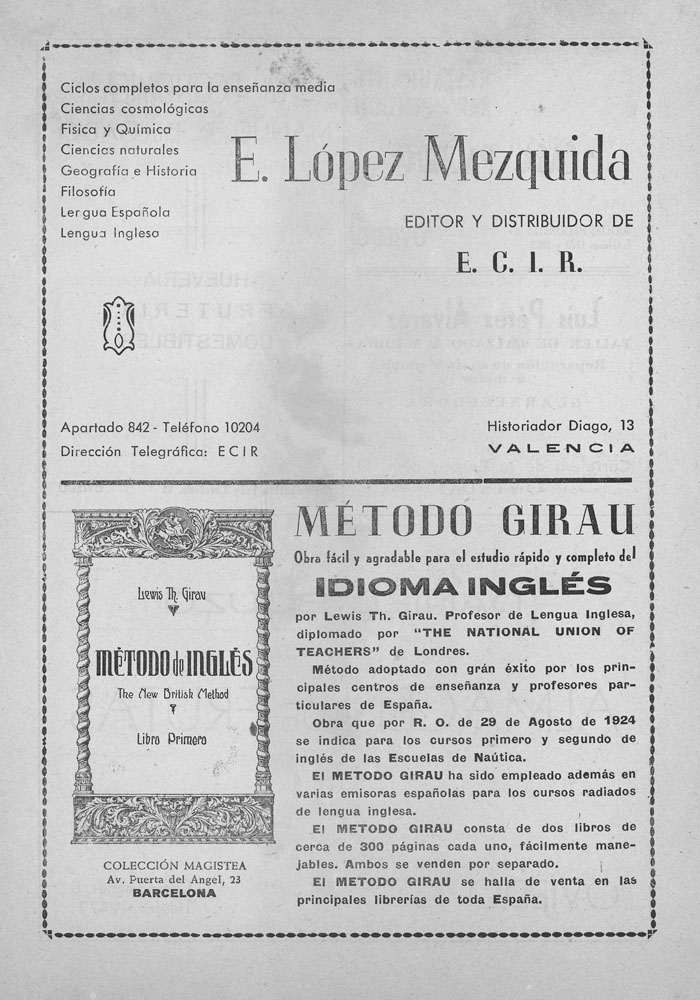 Ciclos completos para la enseñanza media
Ciencias cosmológicas
Física y Química
Ciencias naturales
Geografía e Historia
Filosofía
Lergua Española
Lengua Inglesa
E. López Mezquida
EDITOR Y DISTRIBUIDOR DE
E. C. I. R.
Apartado 842 - Teléfono 10204
Dirección Telegráfica: ECIR
Historiador Diago, 13
VALENCIA
Lewis Th. Girau
MÉTODO de INGLÉS
The New British Method
Libro Primero
COLECCIÓN MAGISTEA
Av. Puerta del Angel, 23
BARCELONA
MÉTODO GIRAU
Obra fácil y agradable para el estudio rápido y completo del
IDIOMA INGLÉS
por Lewis Th. Girau. Profesor de Lengua Inglesa,
diplomado por "THE NATIONAL UNION OF
TEACHERS" de Londres.
Método adoptado con grán éxito por los prin-
cipales centros de enseñanza y profesores par-
ticulares de España.
Obra que por R. O. de 29 de Agosto de 1924
se indica para los cursos primero y segundo de
inglés de las Escuelas de Naútica.
El METODO GIRAU ha sido empleado además en
varias emisoras españolas para los cursos radiados
de lengua inglesa.
El METODO GIRAU consta de dos libros de
cerca de 300 páginas cada uno, fácilmente mane-
jables. Ambos se venden por separado.
El METODO GIRAU se halla de venta en las
principales librerías de toda España.